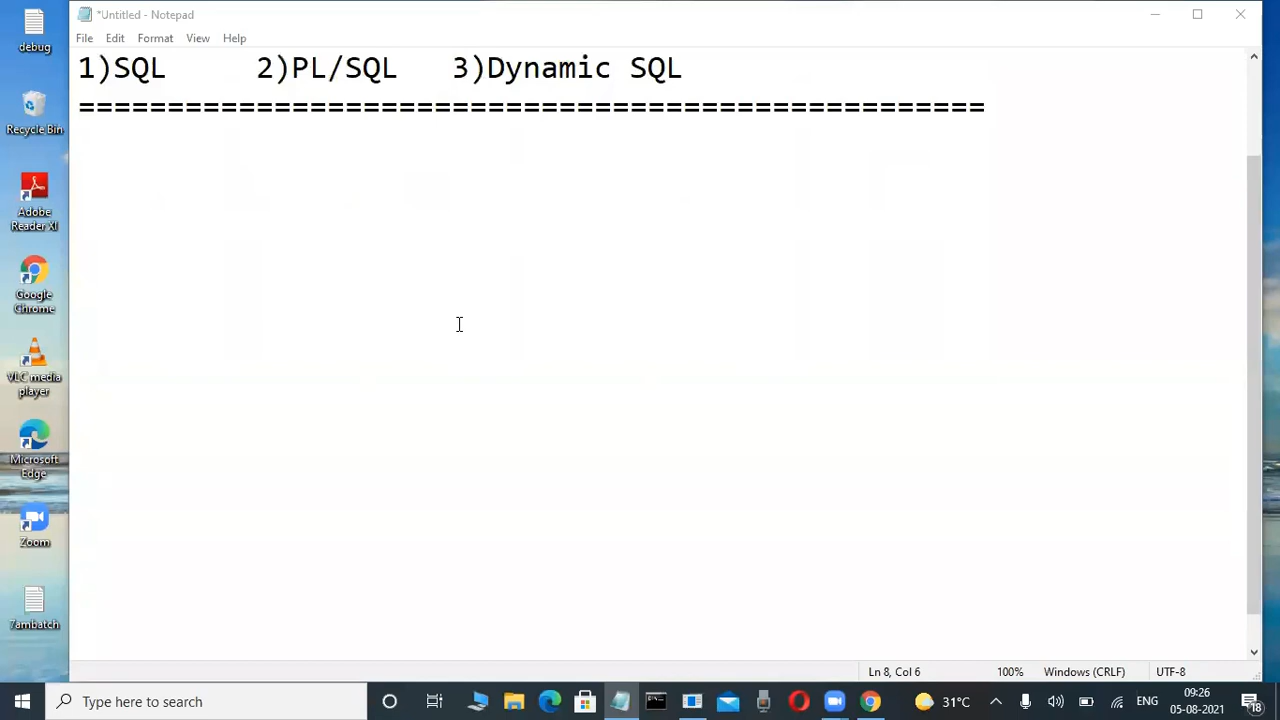 *Untitled - Notepad
File Edit Format View Help
1)SQL 2)PL/SQL 3)Dynamic SQL
===================================================
debug
Recycle Bin
Adobe
Reader XI
Google
Chrome
VLC media
player
Microsoft
Edge
Zoom
7ambatch
Ln 8, Col 6 100% Windows (CRLF) UTF-8
Type here to search
31°C
ENG
09:26
05-08-2021
18